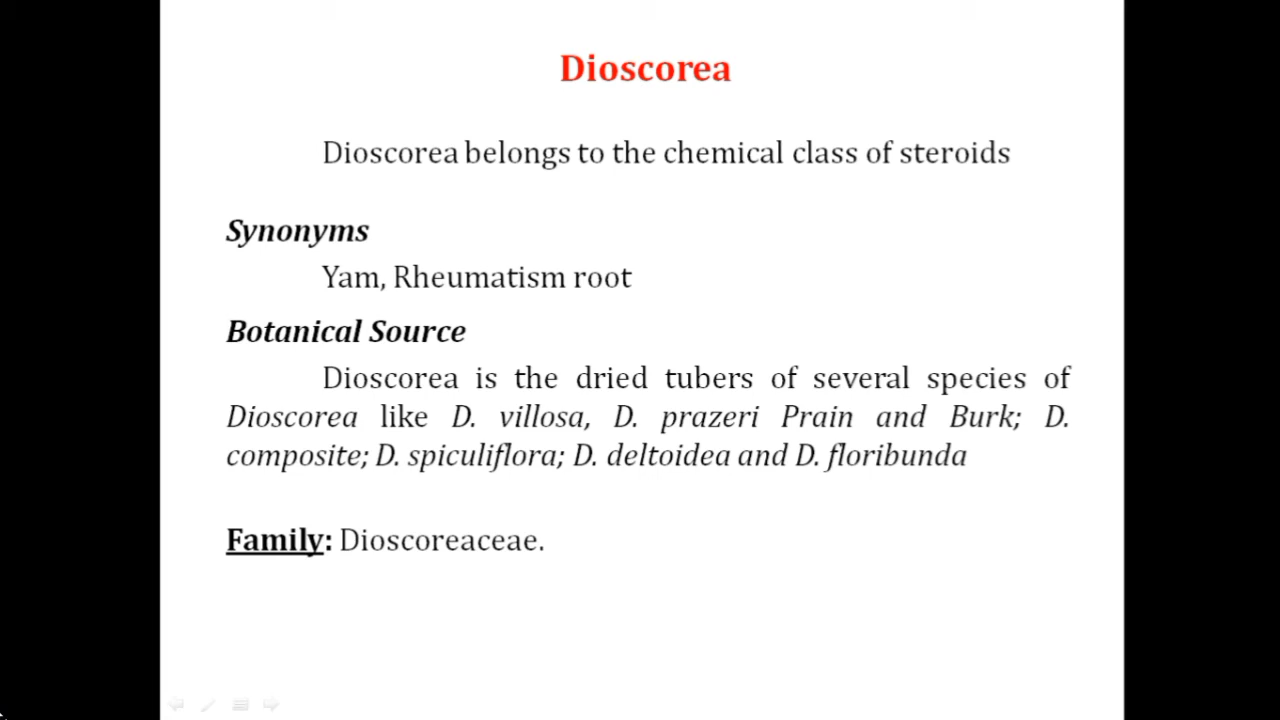 Dioscorea
Dioscorea belongs to the chemical class of steroids
Synonyms
Yam, Rheumatism root
Botanical Source
Dioscorea is the dried tubers of several species of
Dioscorea like D. villosa, D. prazeri Prain and Burk; D.
composite; D. spiculiflora; D. deltoidea and D. floribunda
Family: Dioscoreaceae.